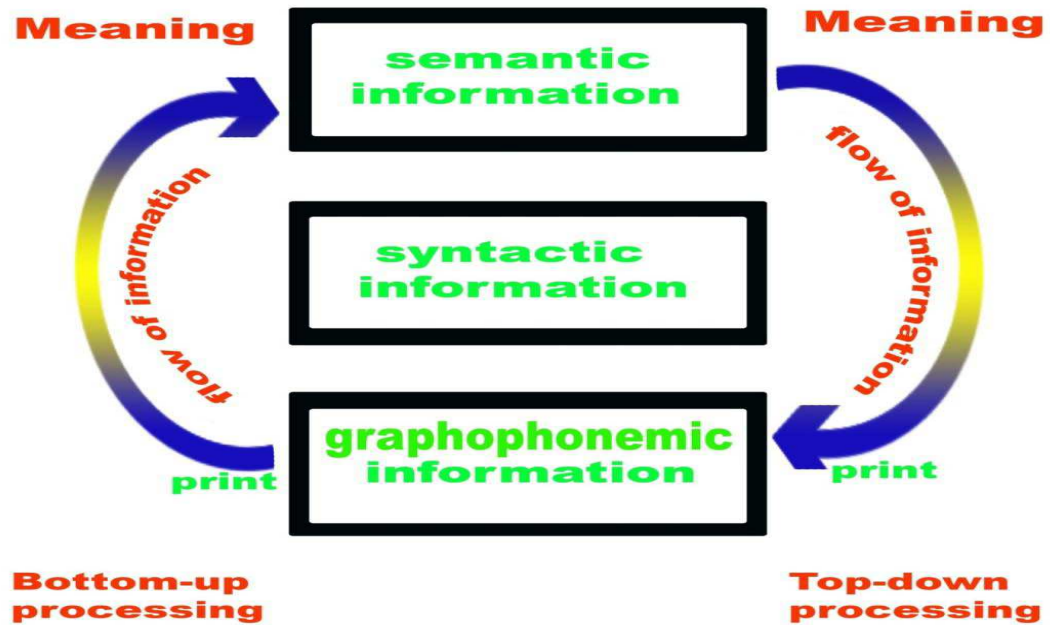 Meaning
Meaning
semantic
information
flow of information
flow of information
syntactic
information
graphophonemic
information
print
print
Bottom-up
processing
Top-down
processing